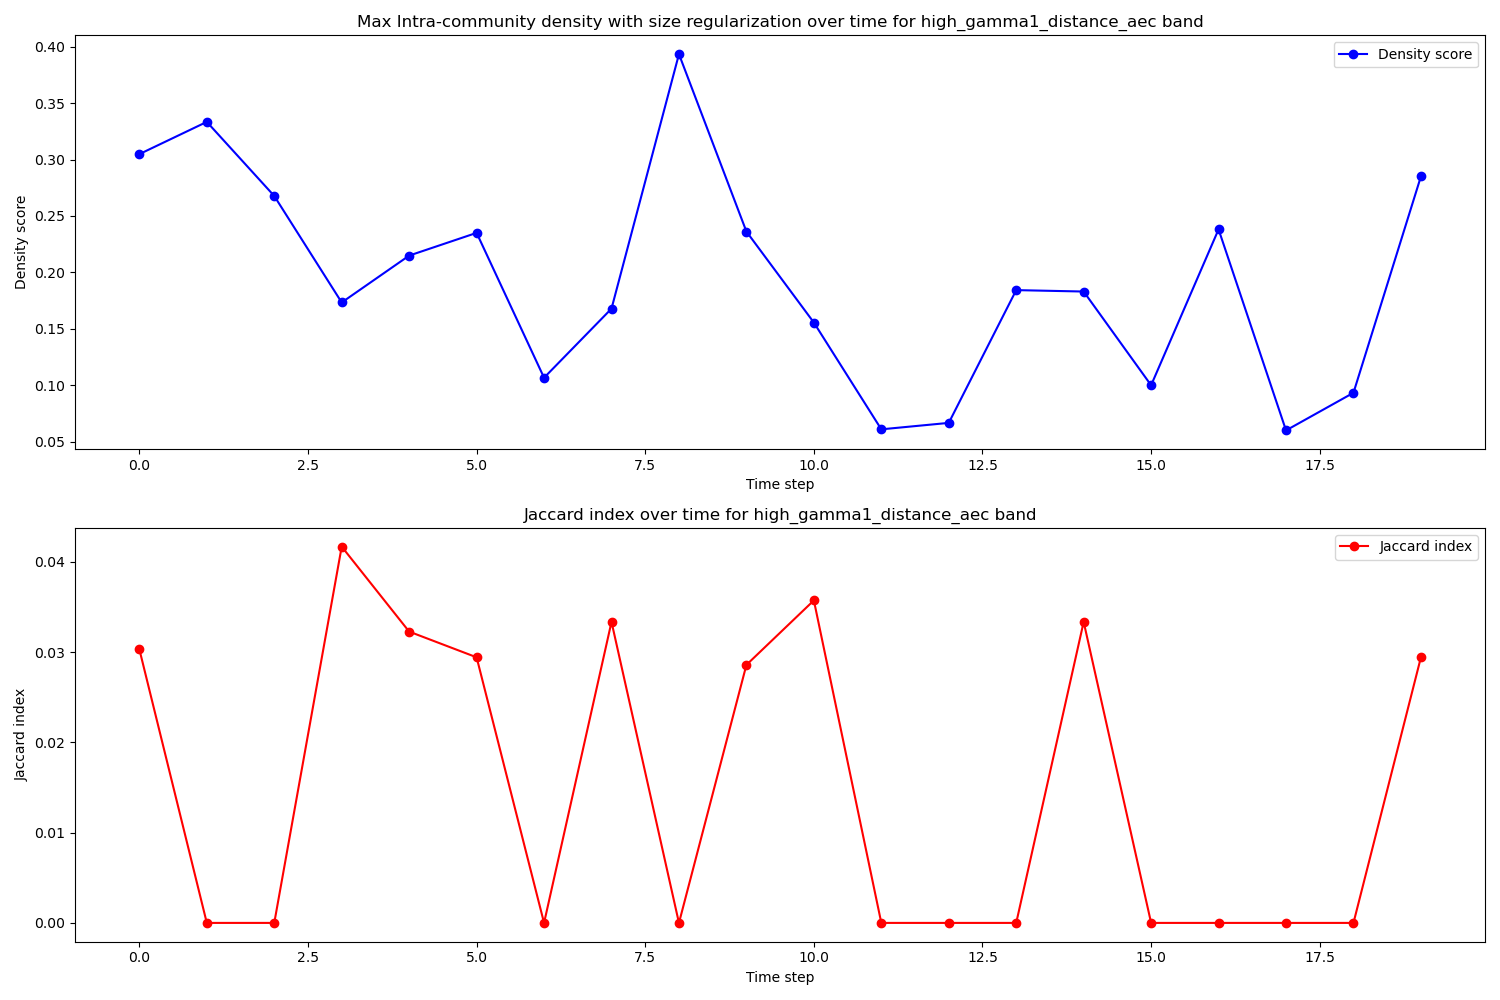 Max Intra-community density with size regularization over time for high_gamma1_distance_aec band
Density score
0.40
0.35
0.30
0.25
0.20
0.15
0.10
0.05
Density score
0.0 2.5 5.0 7.5 10.0 12.5 15.0 17.5
Time step
Jaccard index over time for high_gamma1_distance_aec band
Jaccard index
0.04
0.03
0.02
0.01
0.00
Jaccard index
0.0 2.5 5.0 7.5 10.0 12.5 15.0 17.5
Time step